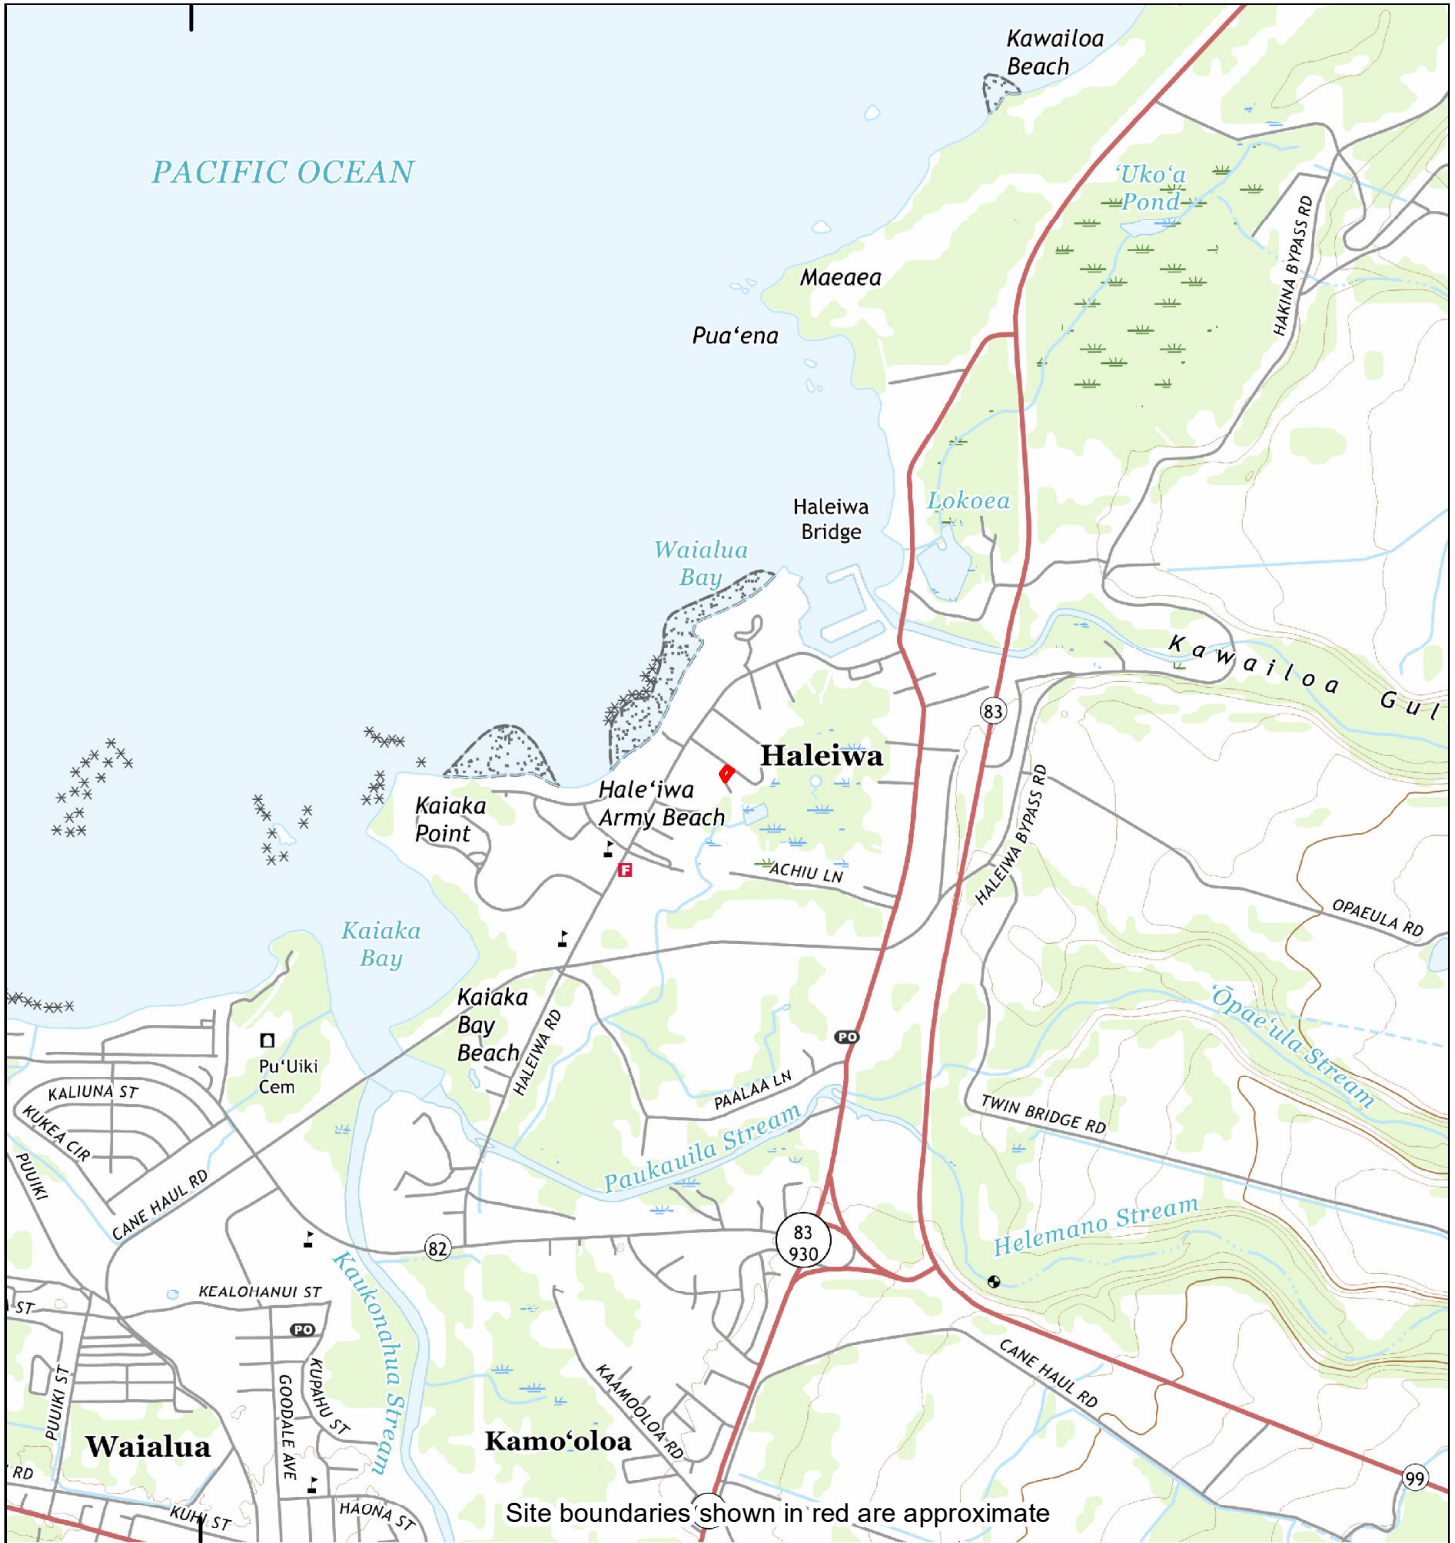 Kawailoa
Beach
PACIFIC OCEAN
ʻUkoʻa
Pond
HAKINA BYPASS RD
Maeaea
Puaʻena
Haleiwa
Bridge
Lokoea
Waialua
Bay
Kawailoa Gul
83
Haleiwa
Haleʻiwa
Army Beach
Kaiaka
Point
F
ACHIU LN
HALEIWA BYPASS RD
OPAEULA RD
Kaiaka
Bay
Kaiaka
Bay
Beach
HALEIWA RD
ʻŌpaeʻula Stream
PO
PuʻUiki
Cem
KALIUNA ST
KUKEA CIR
PAALAA LN
TWIN BRIDGE RD
PUUIKI
CANE HAUL RD
Paukauila Stream
Helemano Stream
82
83
930
Kaukonahua Stream
KEALOHANUI ST
ST
PO
KUPAHU ST
GOODALE AVE
PUUIKI ST
KAAMOOLOA RD
CANE HAUL RD
Waialua
Kamoʻoloa
RD
99
KUHI ST
HAONA ST
Site boundaries shown in red are approximate